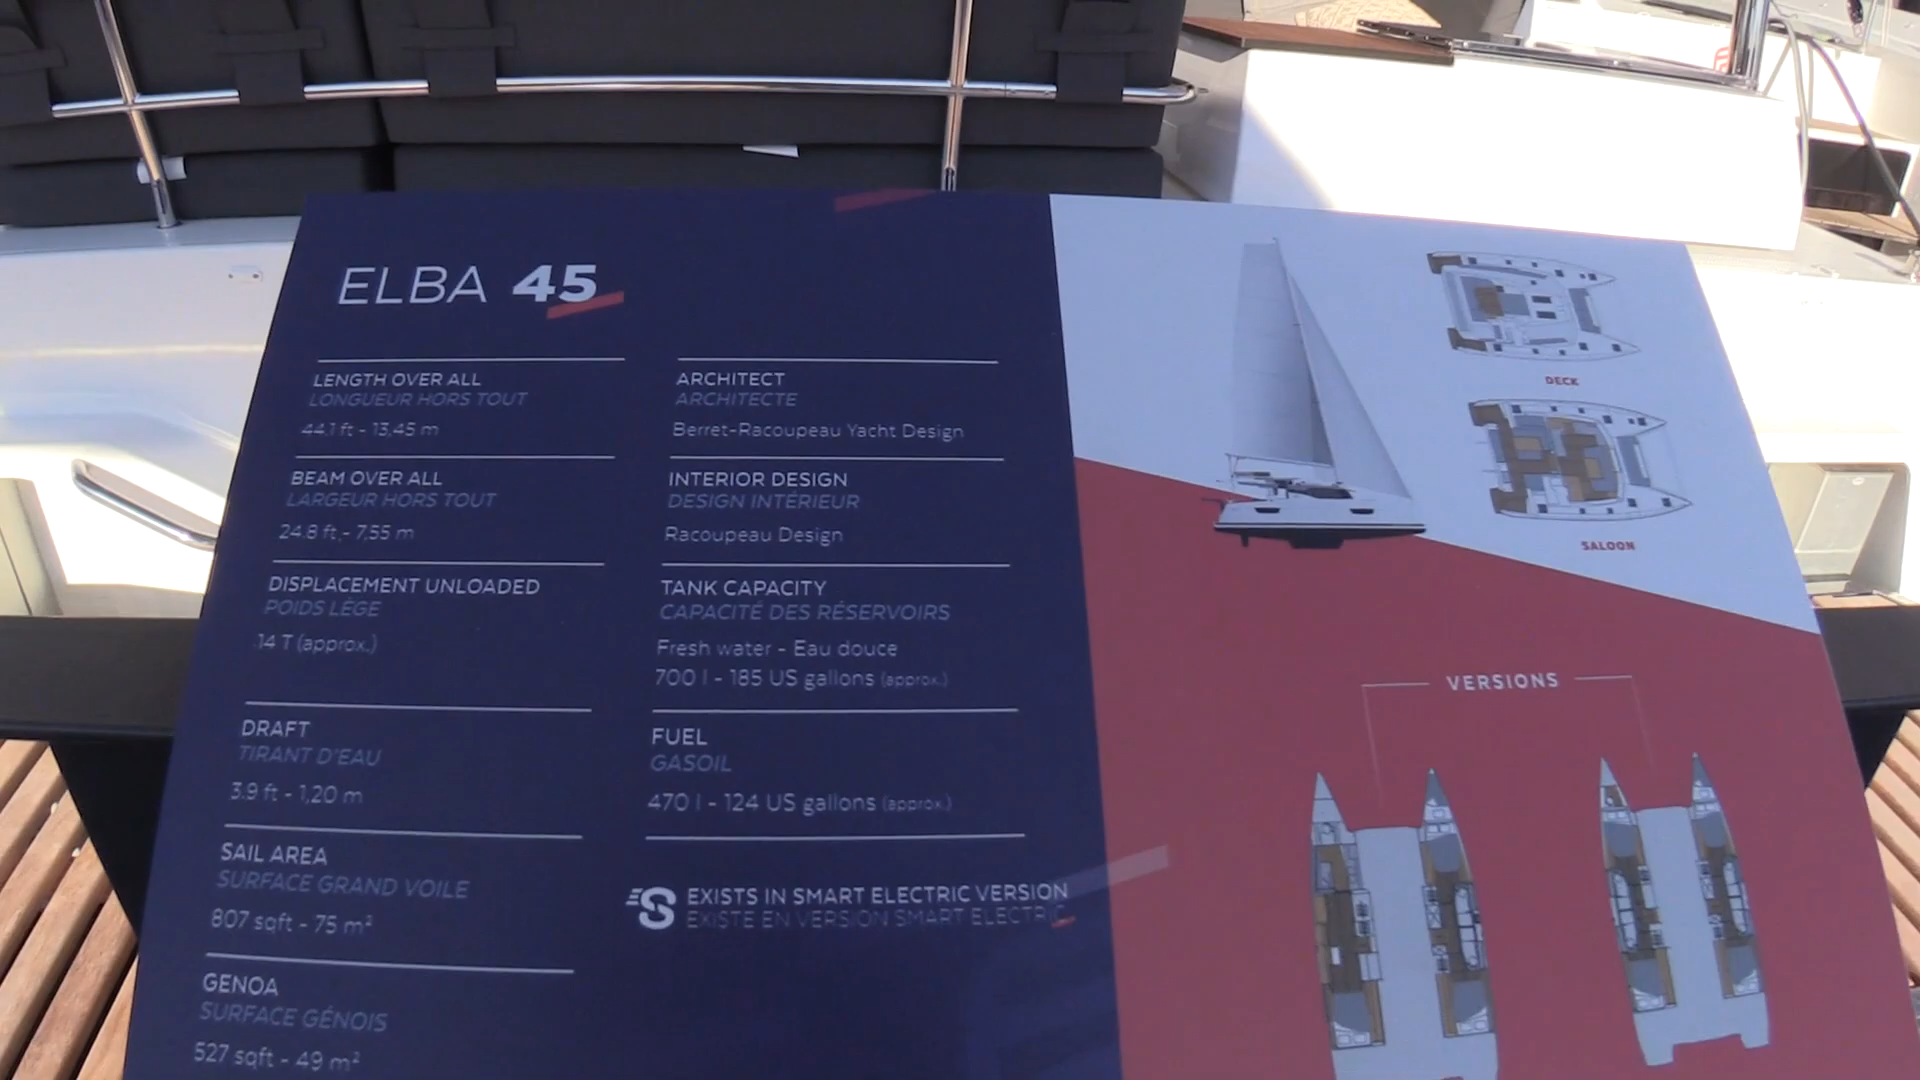 ELBA 45
LENGTH OVER ALL
LONGUEUR HORS TOUT
44.1 ft - 13,45 m
BEAM OVER ALL
LARGEUR HORS TOUT
24.8 ft - 7,55 m
DISPLACEMENT UNLOADED
POIDS LÈGE
14 T (approx.)
DRAFT
TIRANT D'EAU
3.9 ft - 1,20 m
SAIL AREA
SURFACE GRAND VOILE
807 sqft - 75 m²
GENOA
SURFACE GÉNOIS
527 sqft - 49 m²
ARCHITECT
ARCHITECTE
Berret-Racoupeau Yacht Design
INTERIOR DESIGN
DESIGN INTÉRIEUR
Racoupeau Design
TANK CAPACITY
CAPACITÉ DES RÉSERVOIRS
Fresh water - Eau douce
700 l - 185 US gallons (approx.)
FUEL
GASOIL
470 l - 124 US gallons (approx.)
S EXISTS IN SMART ELECTRIC VERSION
EXISTE EN VERSION SMART ELECTRIC
DECK
SALOON
VERSIONS